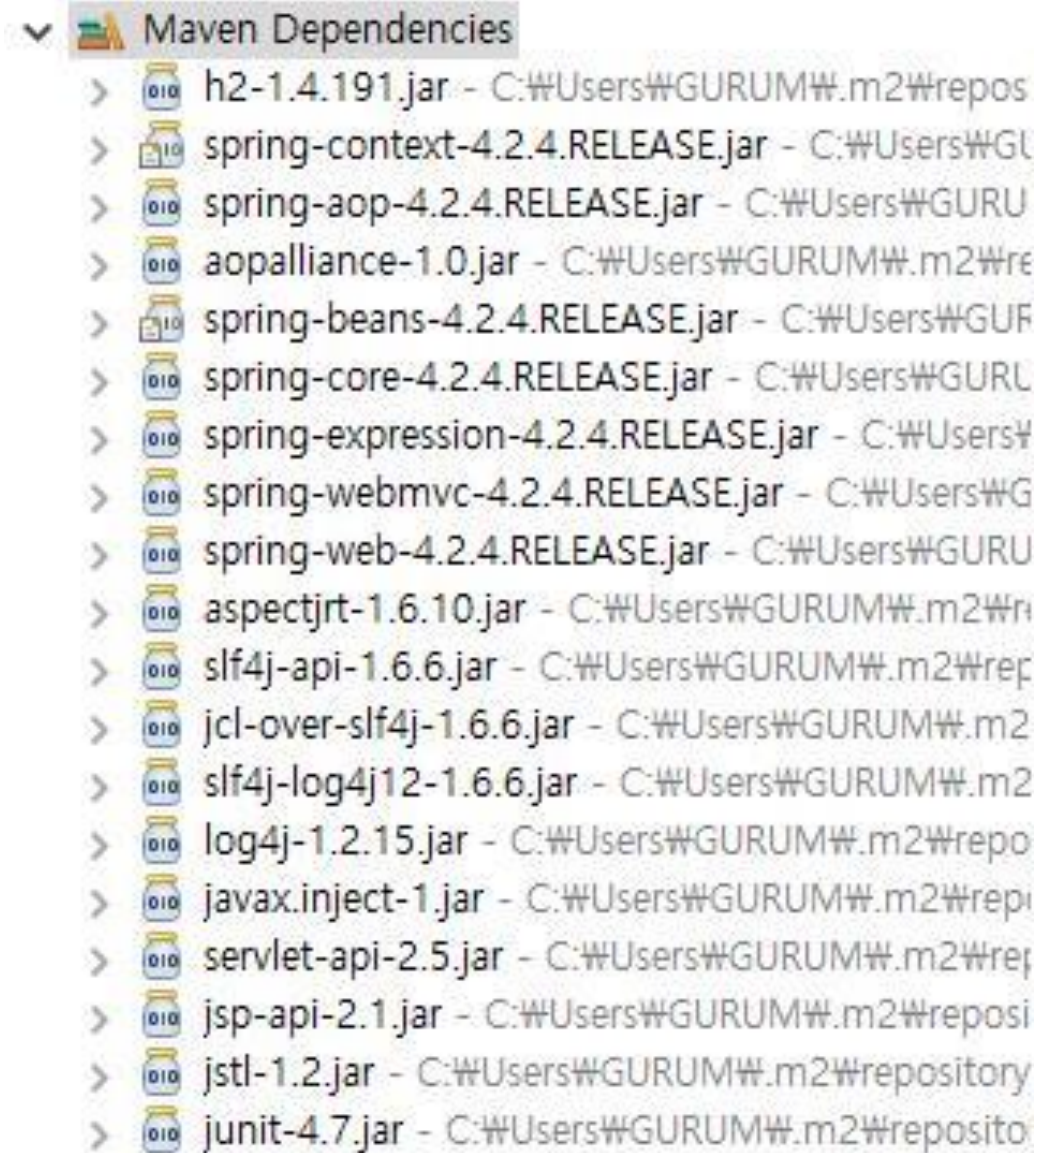 Maven Dependencies
h2-1.4.191.jar - C:₩Users₩GURUM₩.m2₩repos
spring-context-4.2.4.RELEASE.jar - C:₩Users₩GU
spring-aop-4.2.4.RELEASE.jar - C:₩Users₩GURU
aopalliance-1.0.jar - C:₩Users₩GURUM₩.m2₩re
spring-beans-4.2.4.RELEASE.jar - C:₩Users₩GUR
spring-core-4.2.4.RELEASE.jar - C:₩Users₩GURU
spring-expression-4.2.4.RELEASE.jar - C:₩Users₩
spring-webmvc-4.2.4.RELEASE.jar - C:₩Users₩G
spring-web-4.2.4.RELEASE.jar - C:₩Users₩GURU
aspectjrt-1.6.10.jar - C:₩Users₩GURUM₩.m2₩r
slf4j-api-1.6.6.jar - C:₩Users₩GURUM₩.m2₩rep
jcl-over-slf4j-1.6.6.jar - C:₩Users₩GURUM₩.m2
slf4j-log4j12-1.6.6.jar - C:₩Users₩GURUM₩.m2
log4j-1.2.15.jar - C:₩Users₩GURUM₩.m2₩repo
javax.inject-1.jar - C:₩Users₩GURUM₩.m2₩repo
servlet-api-2.5.jar - C:₩Users₩GURUM₩.m2₩rep
jsp-api-2.1.jar - C:₩Users₩GURUM₩.m2₩reposi
jstl-1.2.jar - C:₩Users₩GURUM₩.m2₩repository
junit-4.7.jar - C:₩Users₩GURUM₩.m2₩reposito